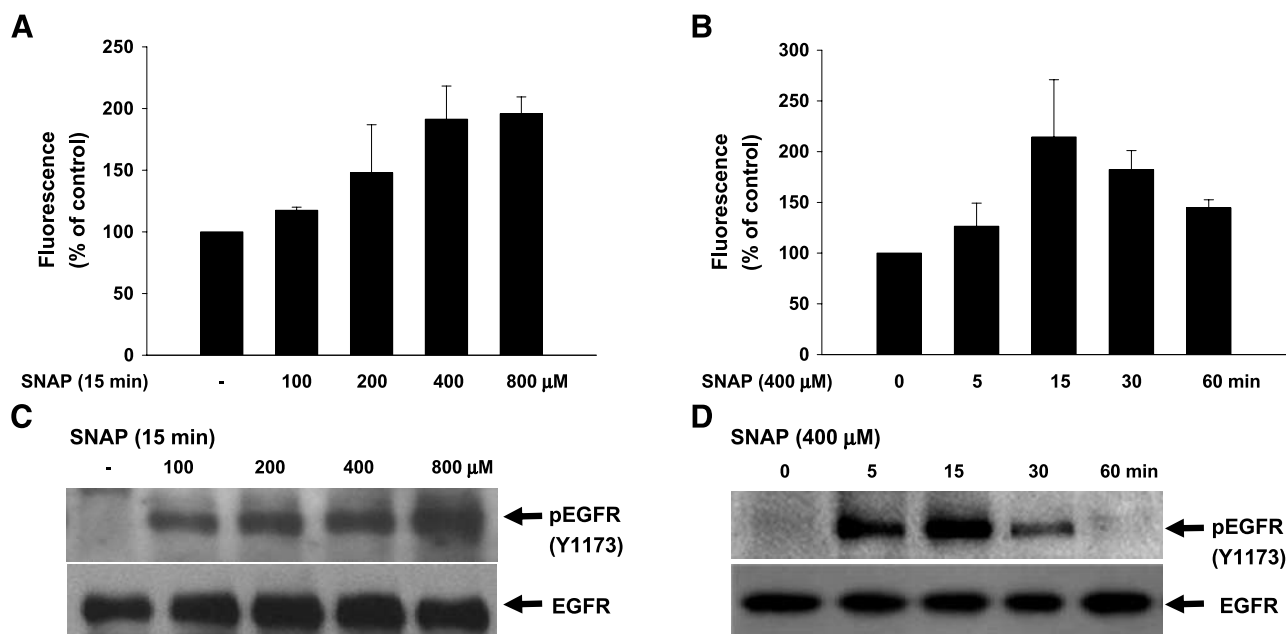 A
250
200
150
100
50
0
Fluorescence
(% of control)
SNAP (15 min) - 100 200 400 800 µM
B
300
250
200
150
100
50
0
Fluorescence
(% of control)
SNAP (400 µM) 0 5 15 30 60 min
C
SNAP (15 min)
- 100 200 400 800 µM
pEGFR
(Y1173)
EGFR
D
SNAP (400 µM)
0 5 15 30 60 min
pEGFR
(Y1173)
EGFR